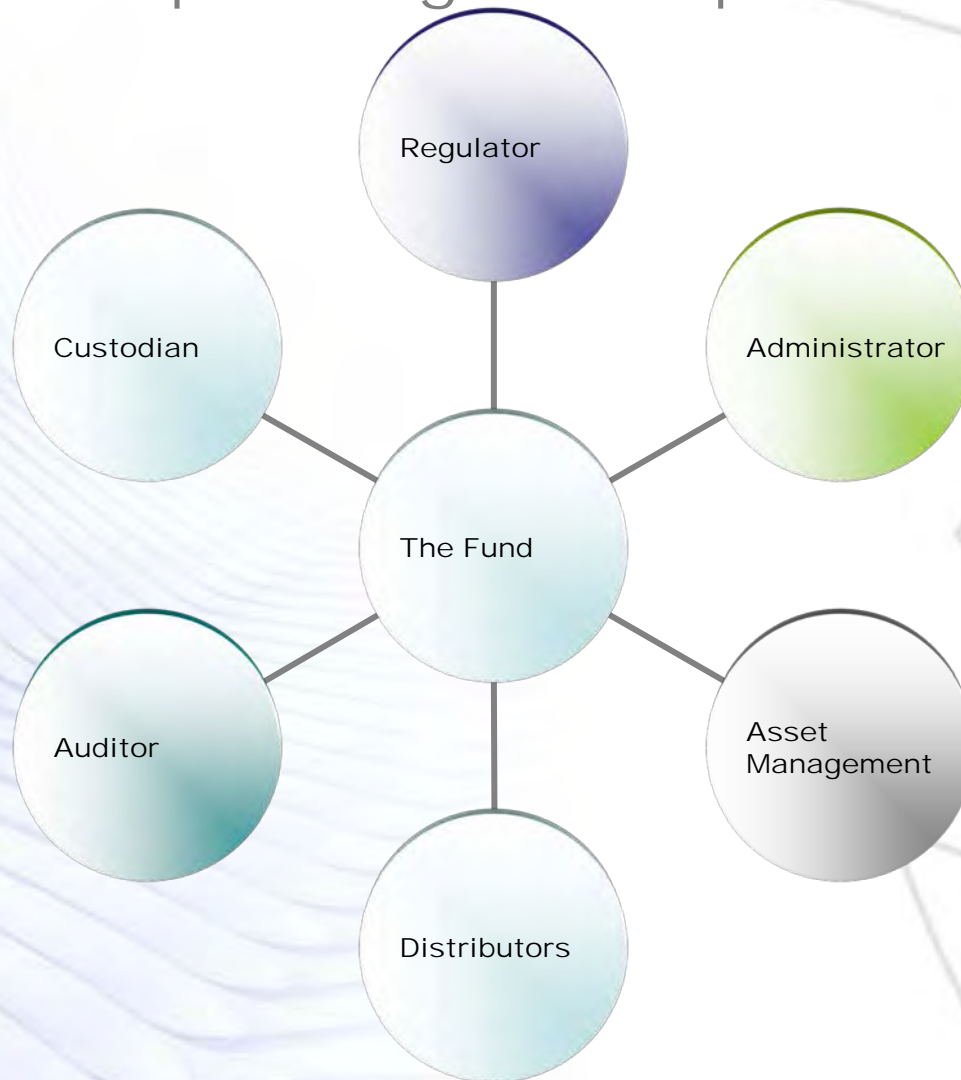 Regulator
Custodian
Administrator
The Fund
Auditor
Asset
Management
Distributors